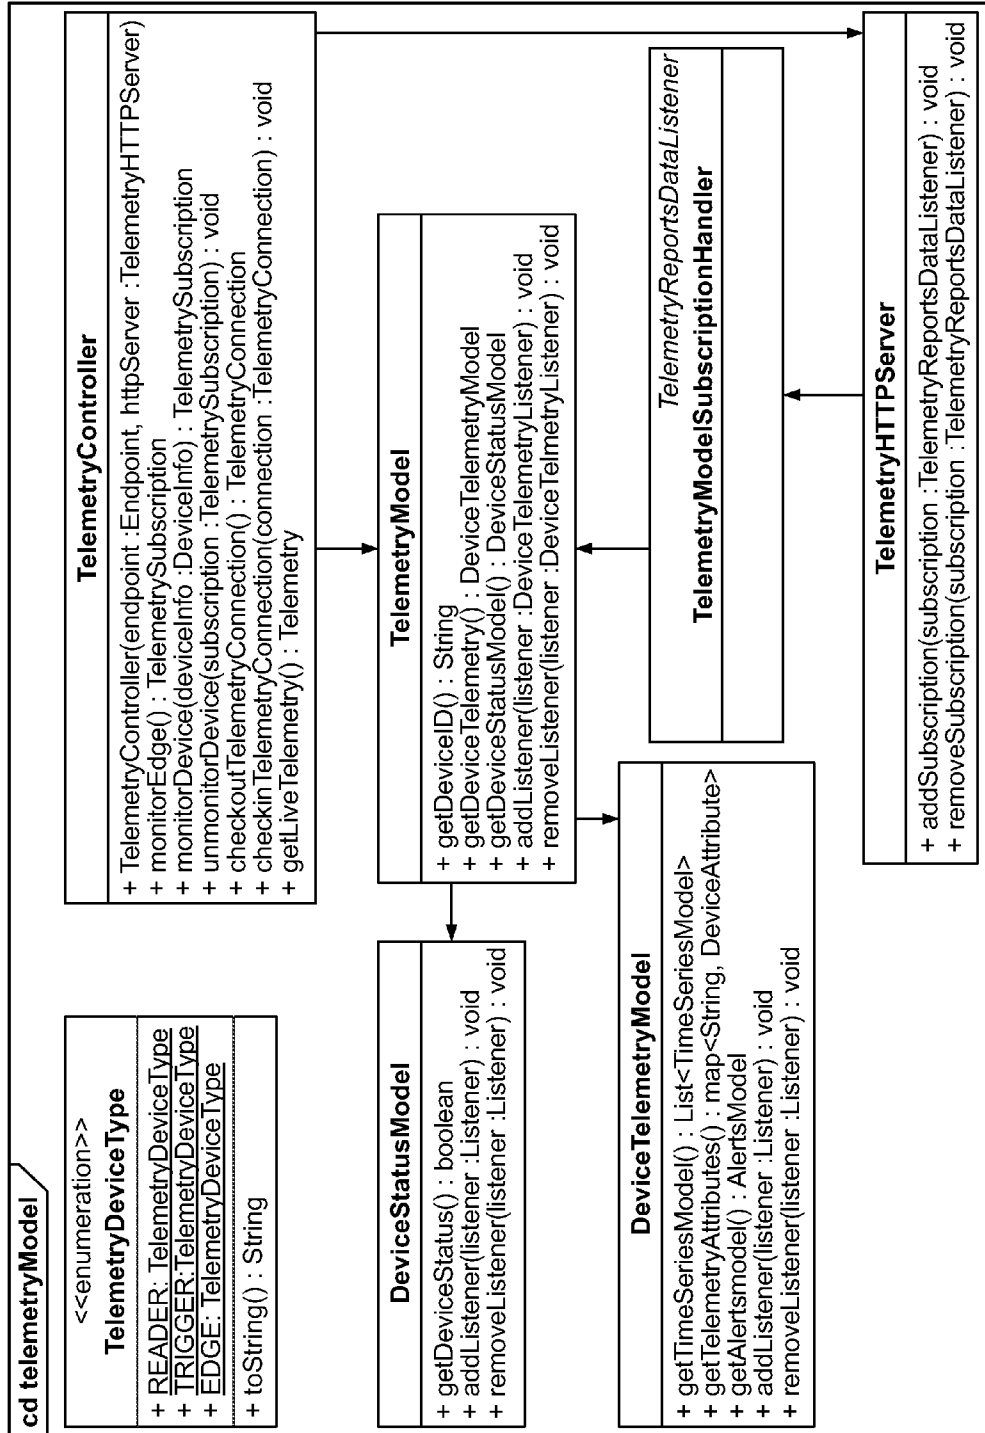 cd telemetryModel
<<enumeration>>
TelemetryDeviceType
+ READER: TelemetryDeviceType
+ TRIGGER:TelemetryDeviceType
+ EDGE: TelemetryDeviceType
+ toString() : String
TelemetryController
+ TelemetryController(endpoint :Endpoint, httpServer :TelemetryHTTPServer)
+ monitorEdge() : TelemetrySubscription
+ monitorDevice(deviceInfo :DeviceInfo) : TelemetrySubscription
+ unmonitorDevice(subscription :TelemetrySubscription) : void
+ checkoutTelemetryConnection() : TelemetryConnection
+ checkinTelemetryConnection(connection :TelemetryConnection) : void
+ getLiveTelemetry() : Telemetry
DeviceStatusModel
+ getDeviceStatus() : boolean
+ addListener(listener :Listener) : void
+ removeListener(listener :Listener) : void
TelemetryModel
+ getDeviceID() : String
+ getDeviceTelemetry() : DeviceTelemetryModel
+ getDeviceStatusModel() : DeviceStatusModel
+ addListener(listener :DeviceTelemetryListener) : void
+ removeListener(listener :DeviceTelmetryListener) : void
DeviceTelemetryModel
+ getTimeSeriesModel() : List<TimeSeriesModel>
+ getTelemetryAttributes() : map<String, DeviceAttribute>
+ getAlertsmodel() : AlertsModel
+ addListener(listener :Listener) : void
+ removeListener(listener :Listener) : void
TelemetryReportsDataListener
TelemetryModelSubscriptionHandler
TelemetryHTTPServer
+ addSubscription(subscription :TelemetryReportsDataListener) : void
+ removeSubscription(subscription :TelemetryReportsDataListener) : void